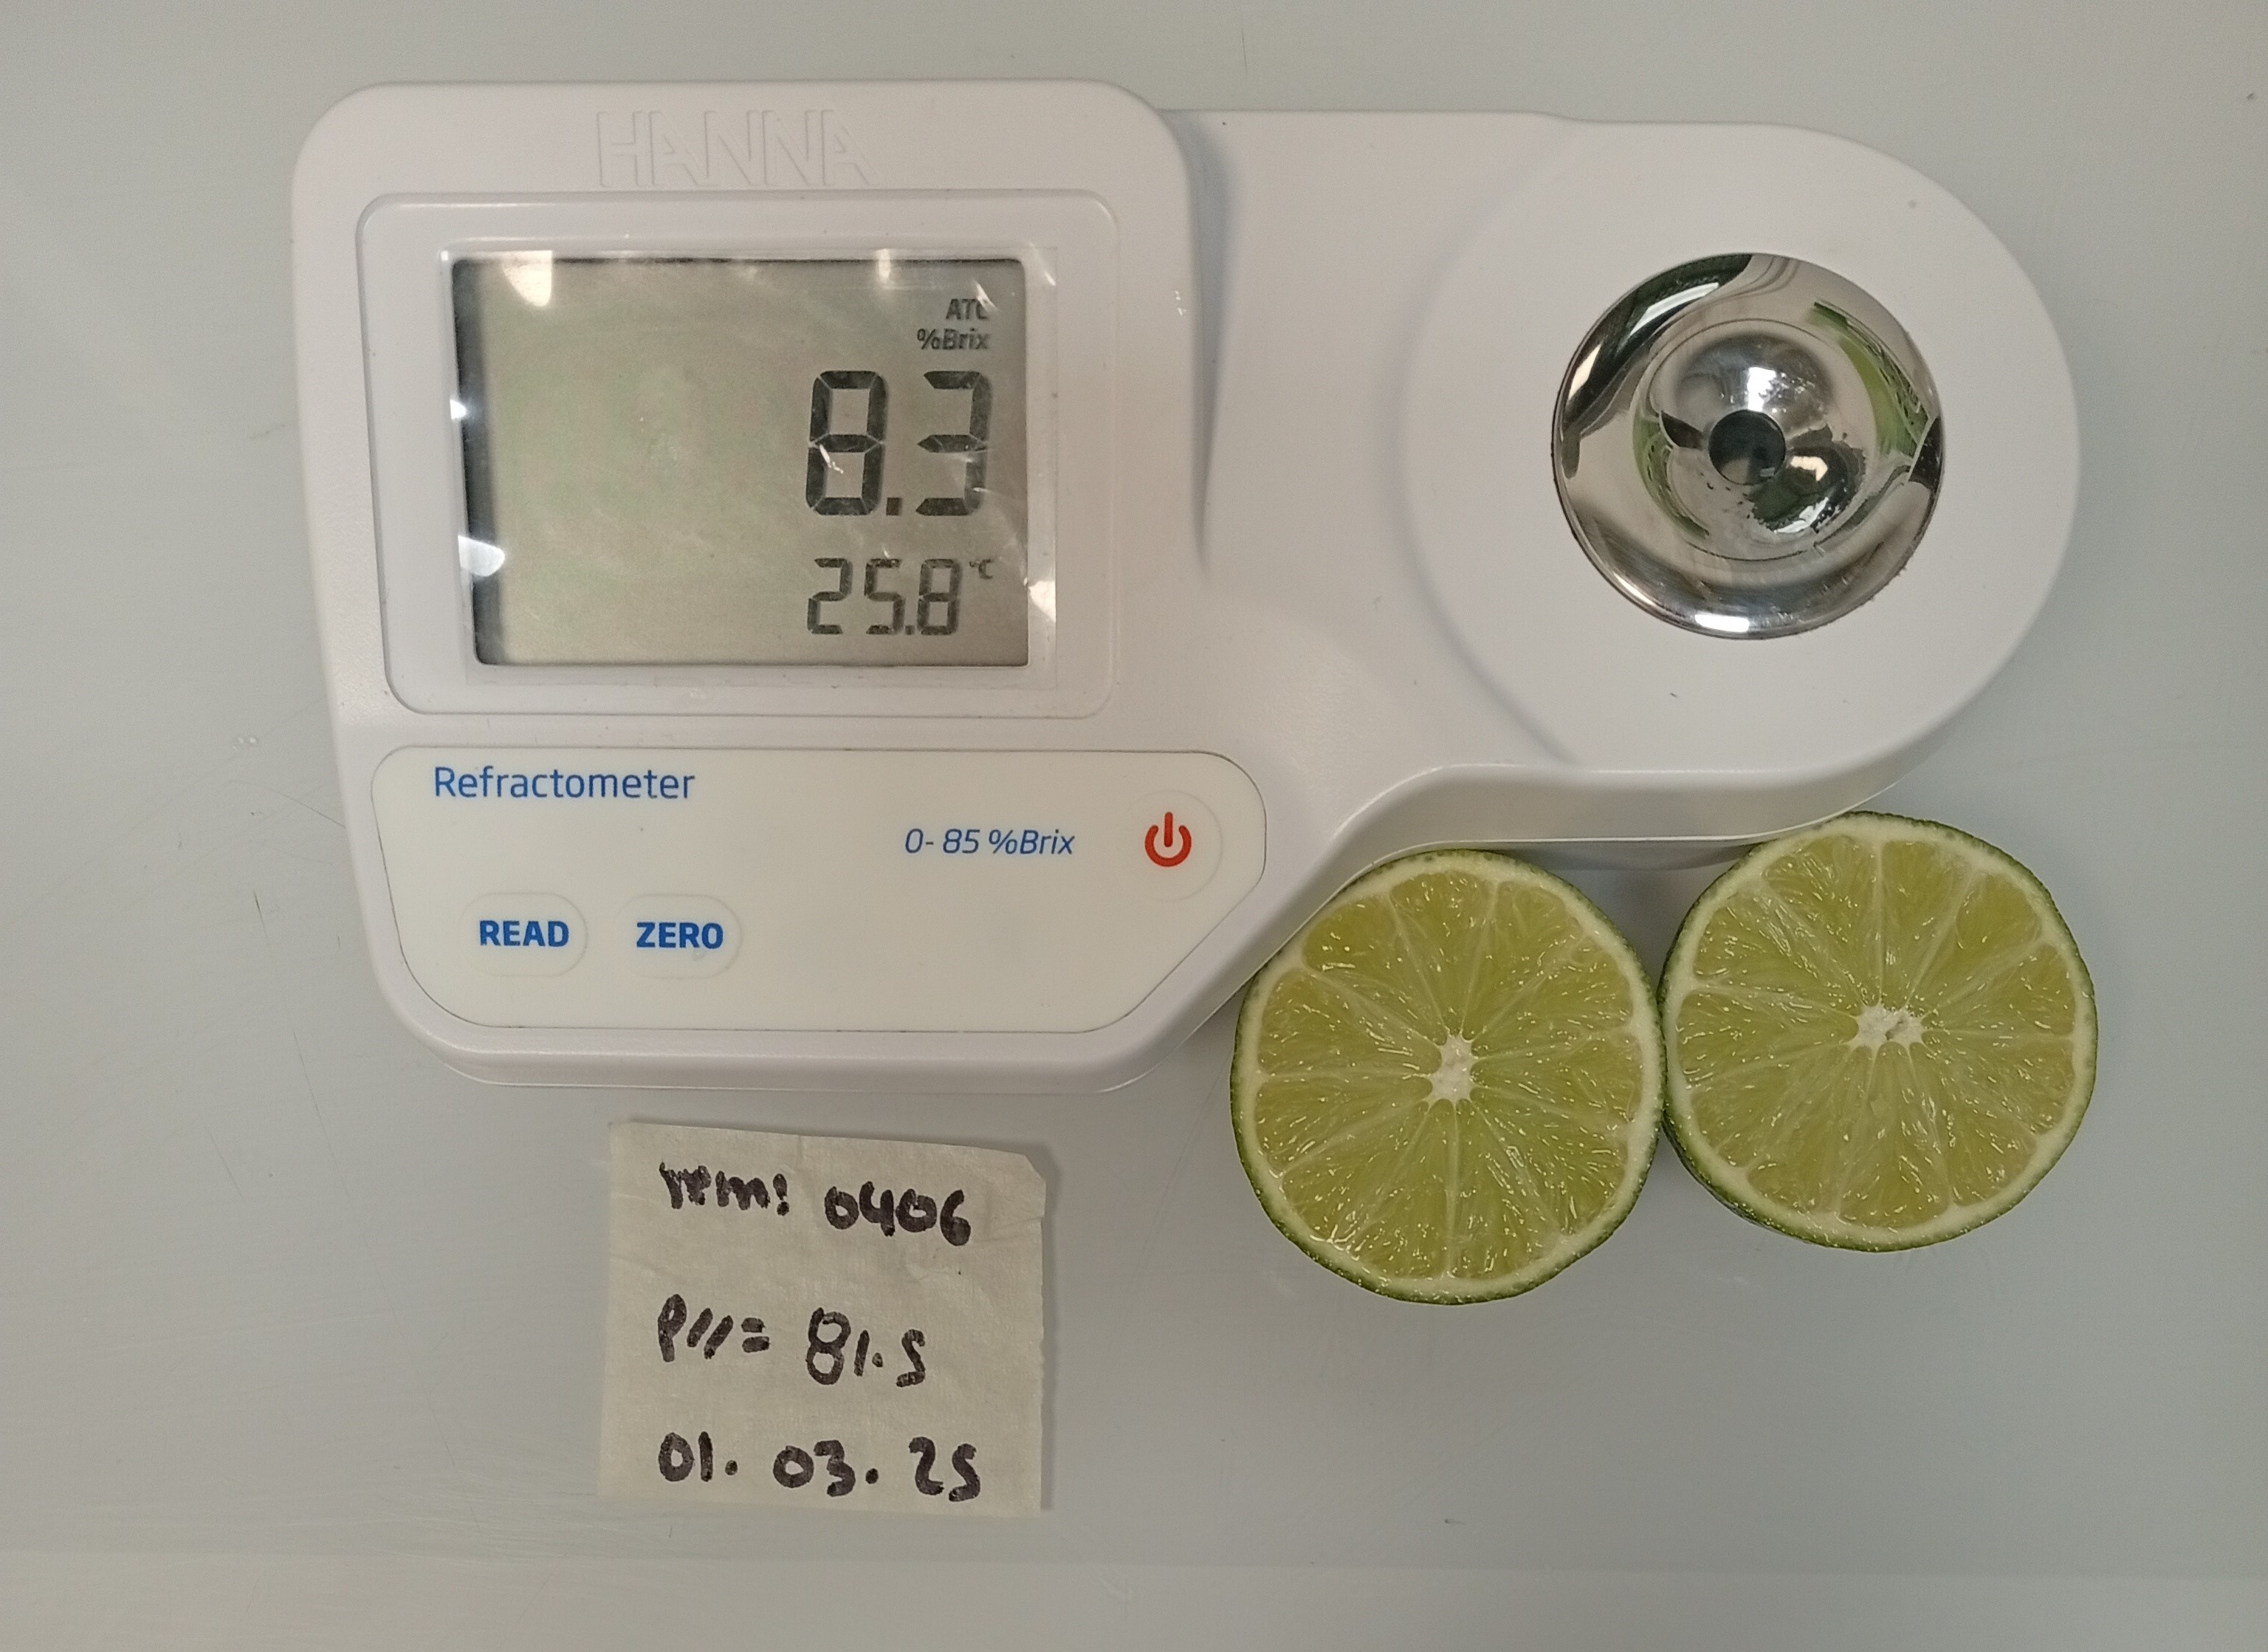 HANNA
ATC
%Brix
8.3
25.8°C
Refractometer
0-85 %Brix
READ ZERO
0406
81.5
01.03.25